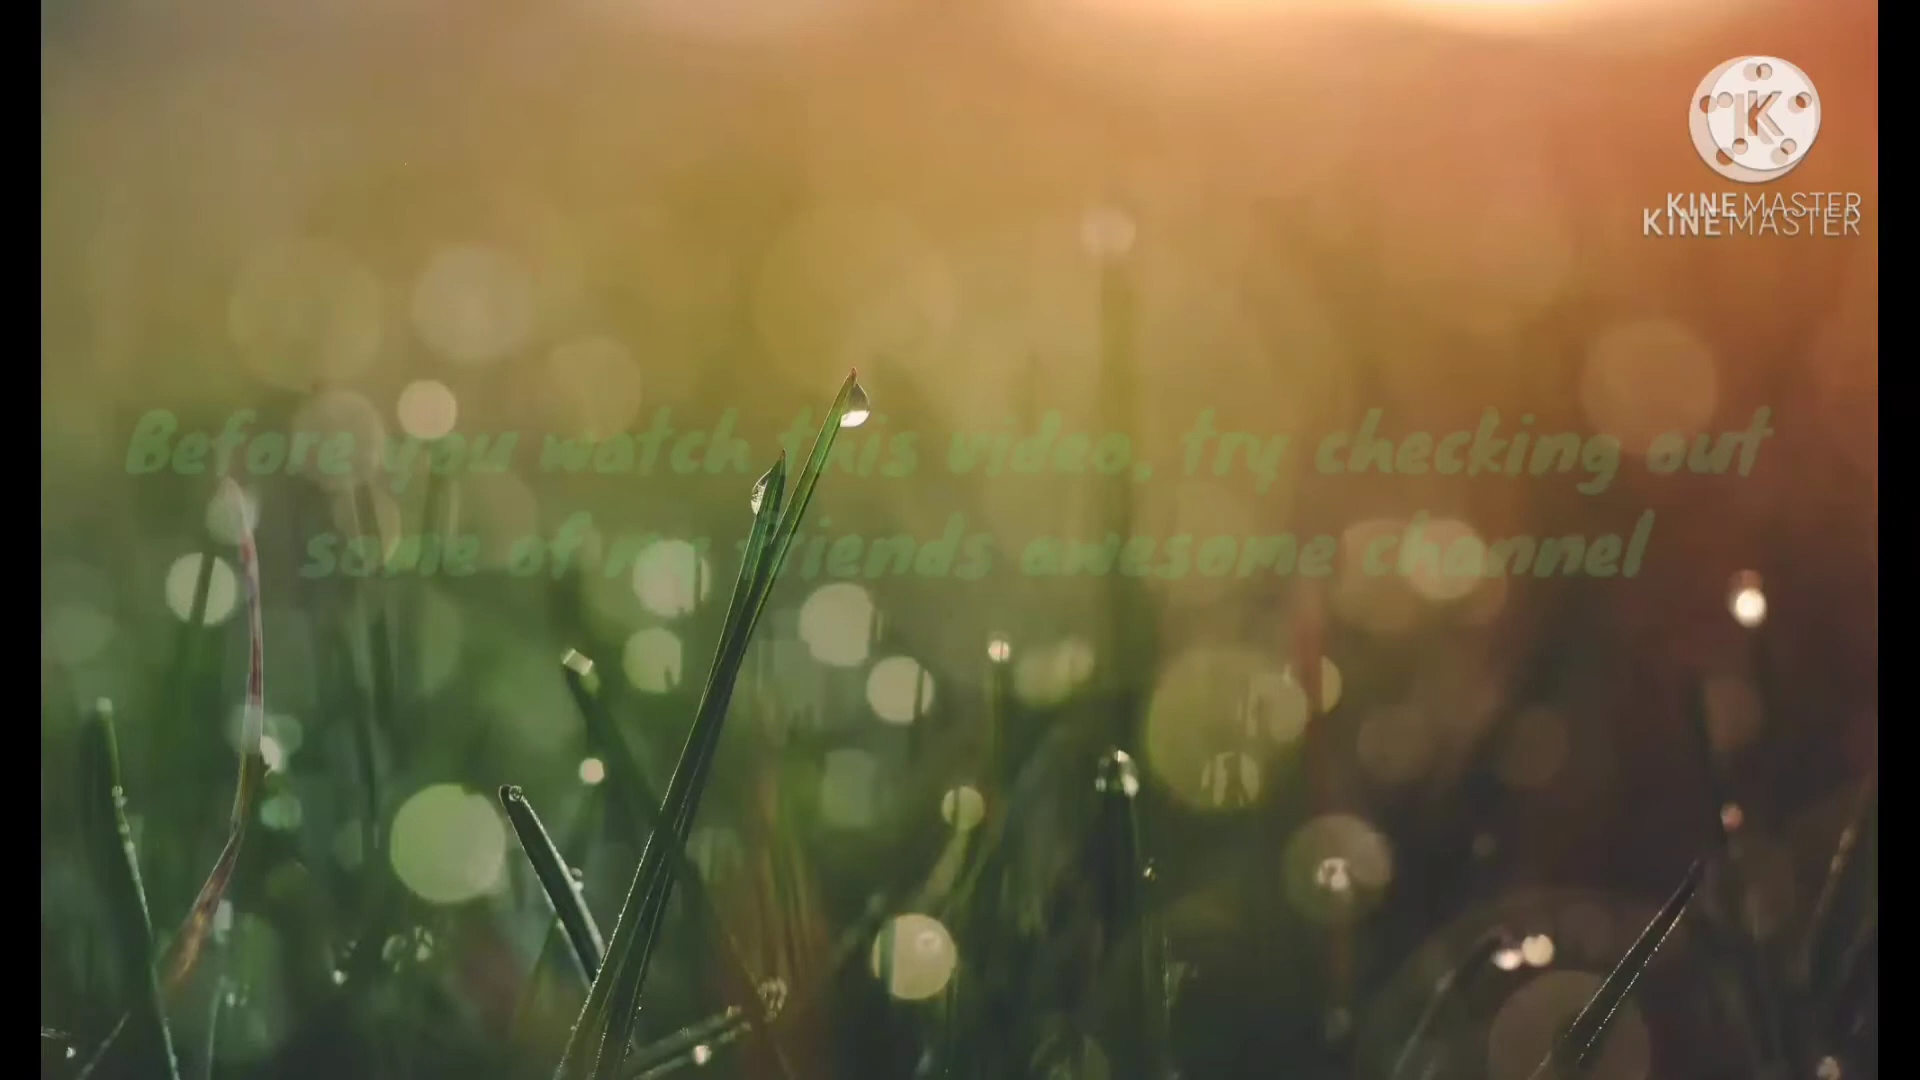 KINEMASTER
KINEMASTER
Before you watch this video, try checking out
some of my friends awesome channel